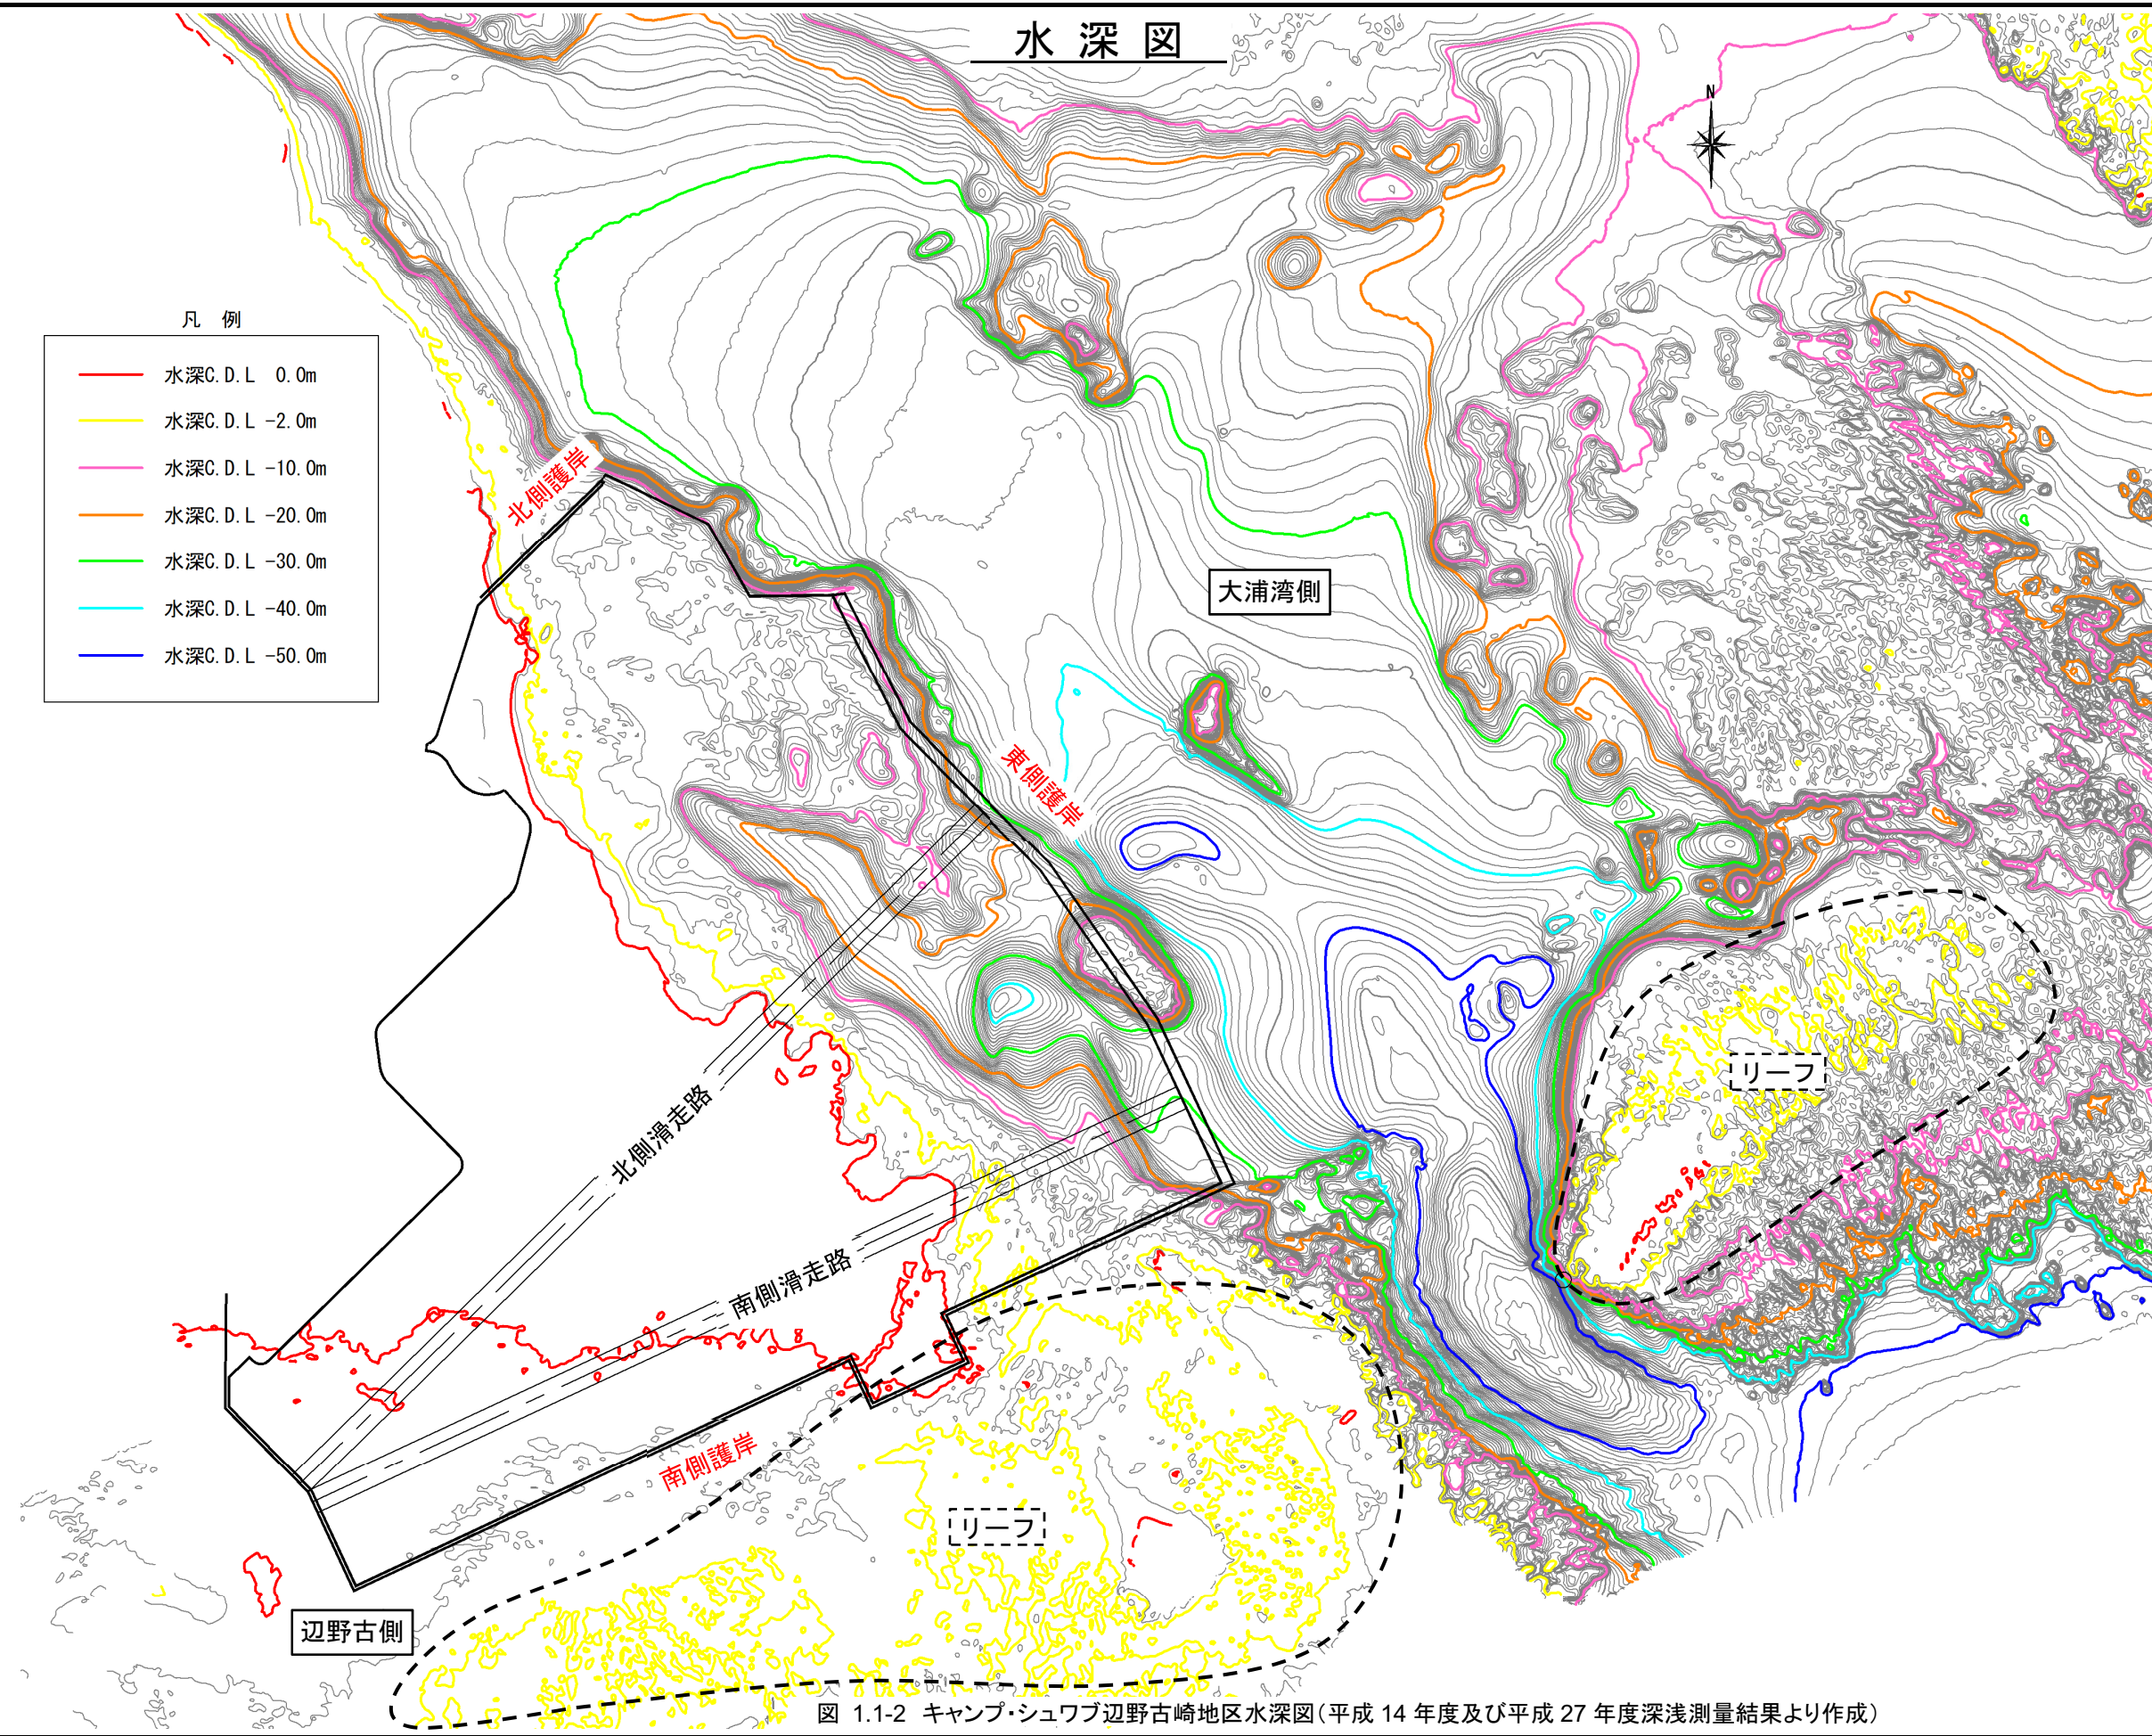 水 深 図
N
凡 例
水深C.D.L 0.0m
水深C.D.L -2.0m
水深C.D.L -10.0m
水深C.D.L -20.0m
水深C.D.L -30.0m
水深C.D.L -40.0m
水深C.D.L -50.0m
北側護岸
大浦湾側
東側護岸
リーフ
北側滑走路
南側滑走路
南側護岸
リーフ
辺野古側
図 1.1-2 キャンプ・シュワブ辺野古崎地区水深図(平成 14 年度及び平成 27 年度深浅測量結果より作成)